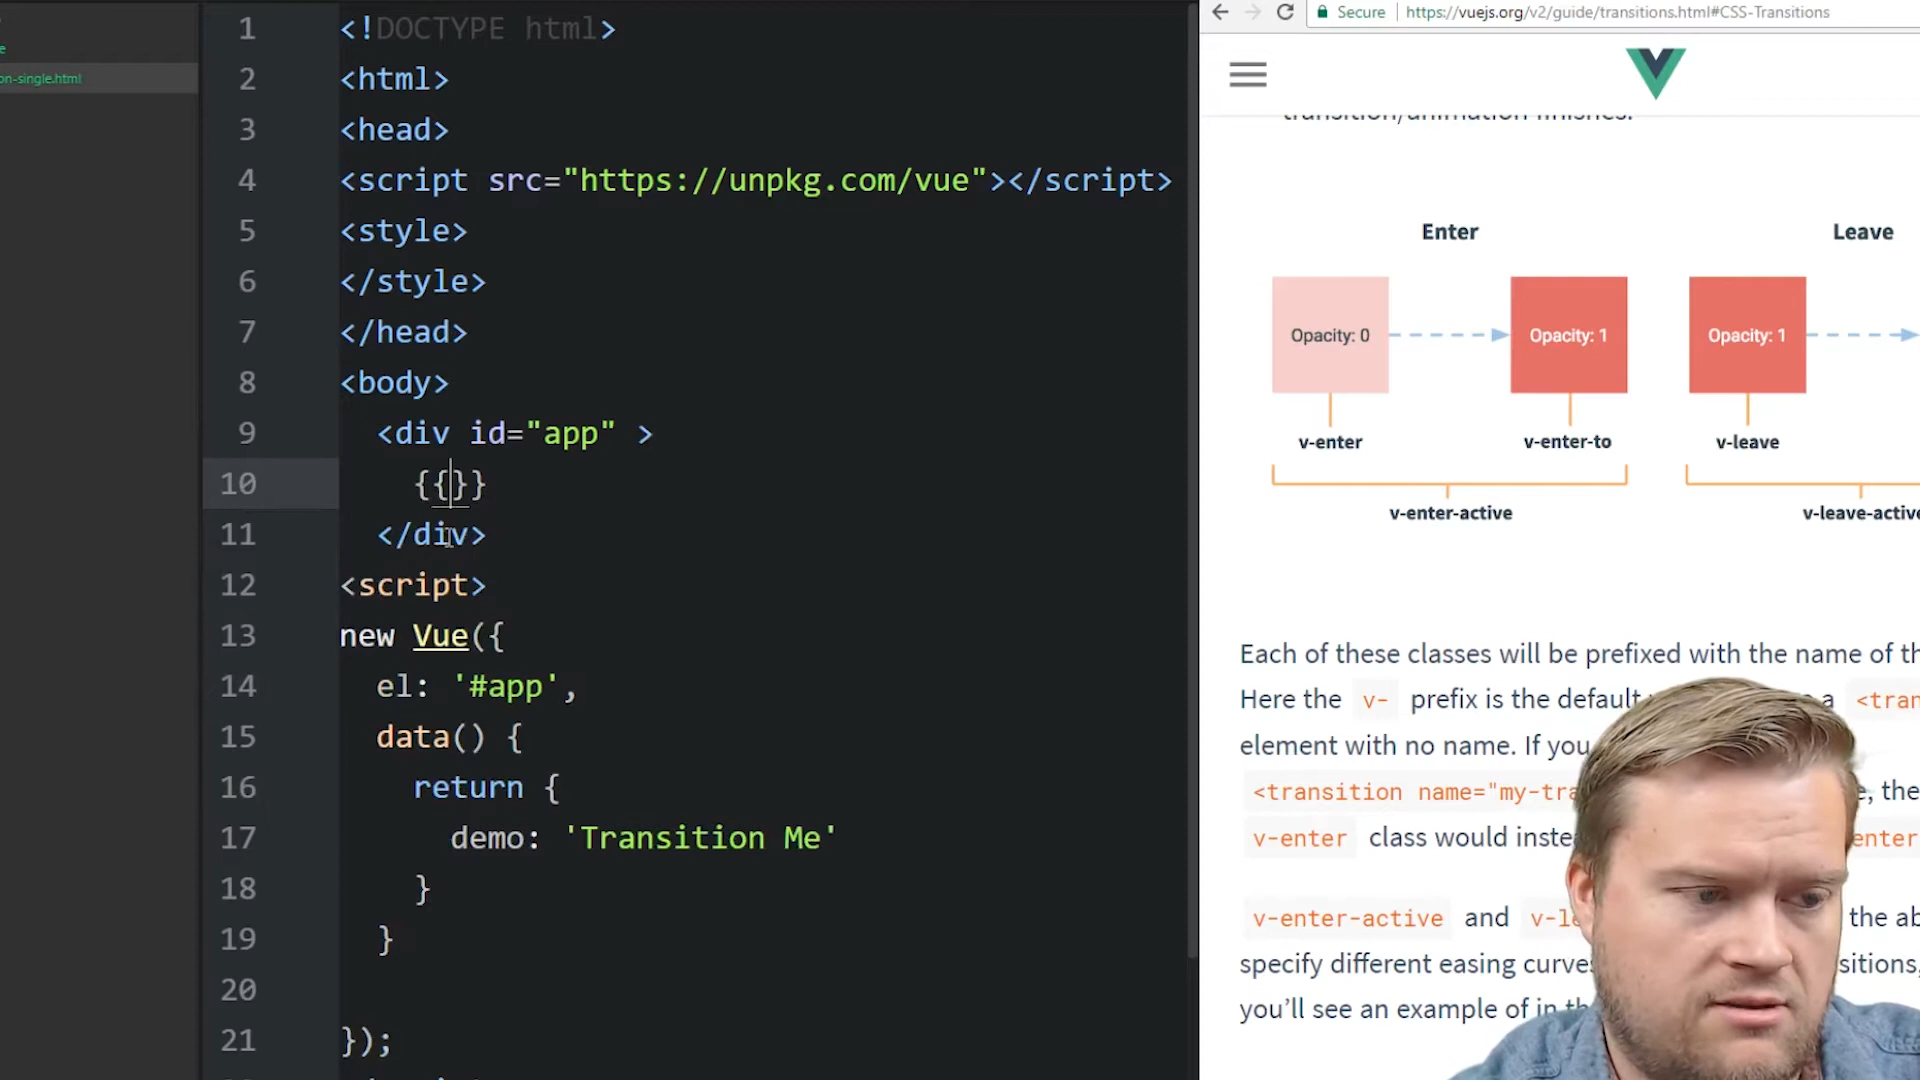 e
on-single.html
1 <!DOCTYPE html>
2 <html>
3 <head>
4 <script src="https://unpkg.com/vue"></script>
5 <style>
6 </style>
7 </head>
8 <body>
9 <div id="app" >
10 {{}}
11 </div>
12 <script>
13 new Vue({
14 el: '#app',
15 data() {
16 return {
17 demo: 'Transition Me'
18 }
19 }
20
21 });
Secure https://vuejs.org/v2/guide/transitions.html#CSS-Transitions
transition/animation finishes.
Enter Leave
Opacity: 0 Opacity: 1 Opacity: 1
v-enter v-enter-to v-leave
v-enter-active v-leave-active
Each of these classes will be prefixed with the name of th
Here the v- prefix is the default a <tran
element with no name. If you
<transition name="my-tra e, the
v-enter class would inste enter
v-enter-active and v-le the ab
specify different easing curve sitions,
you'll see an example of in th